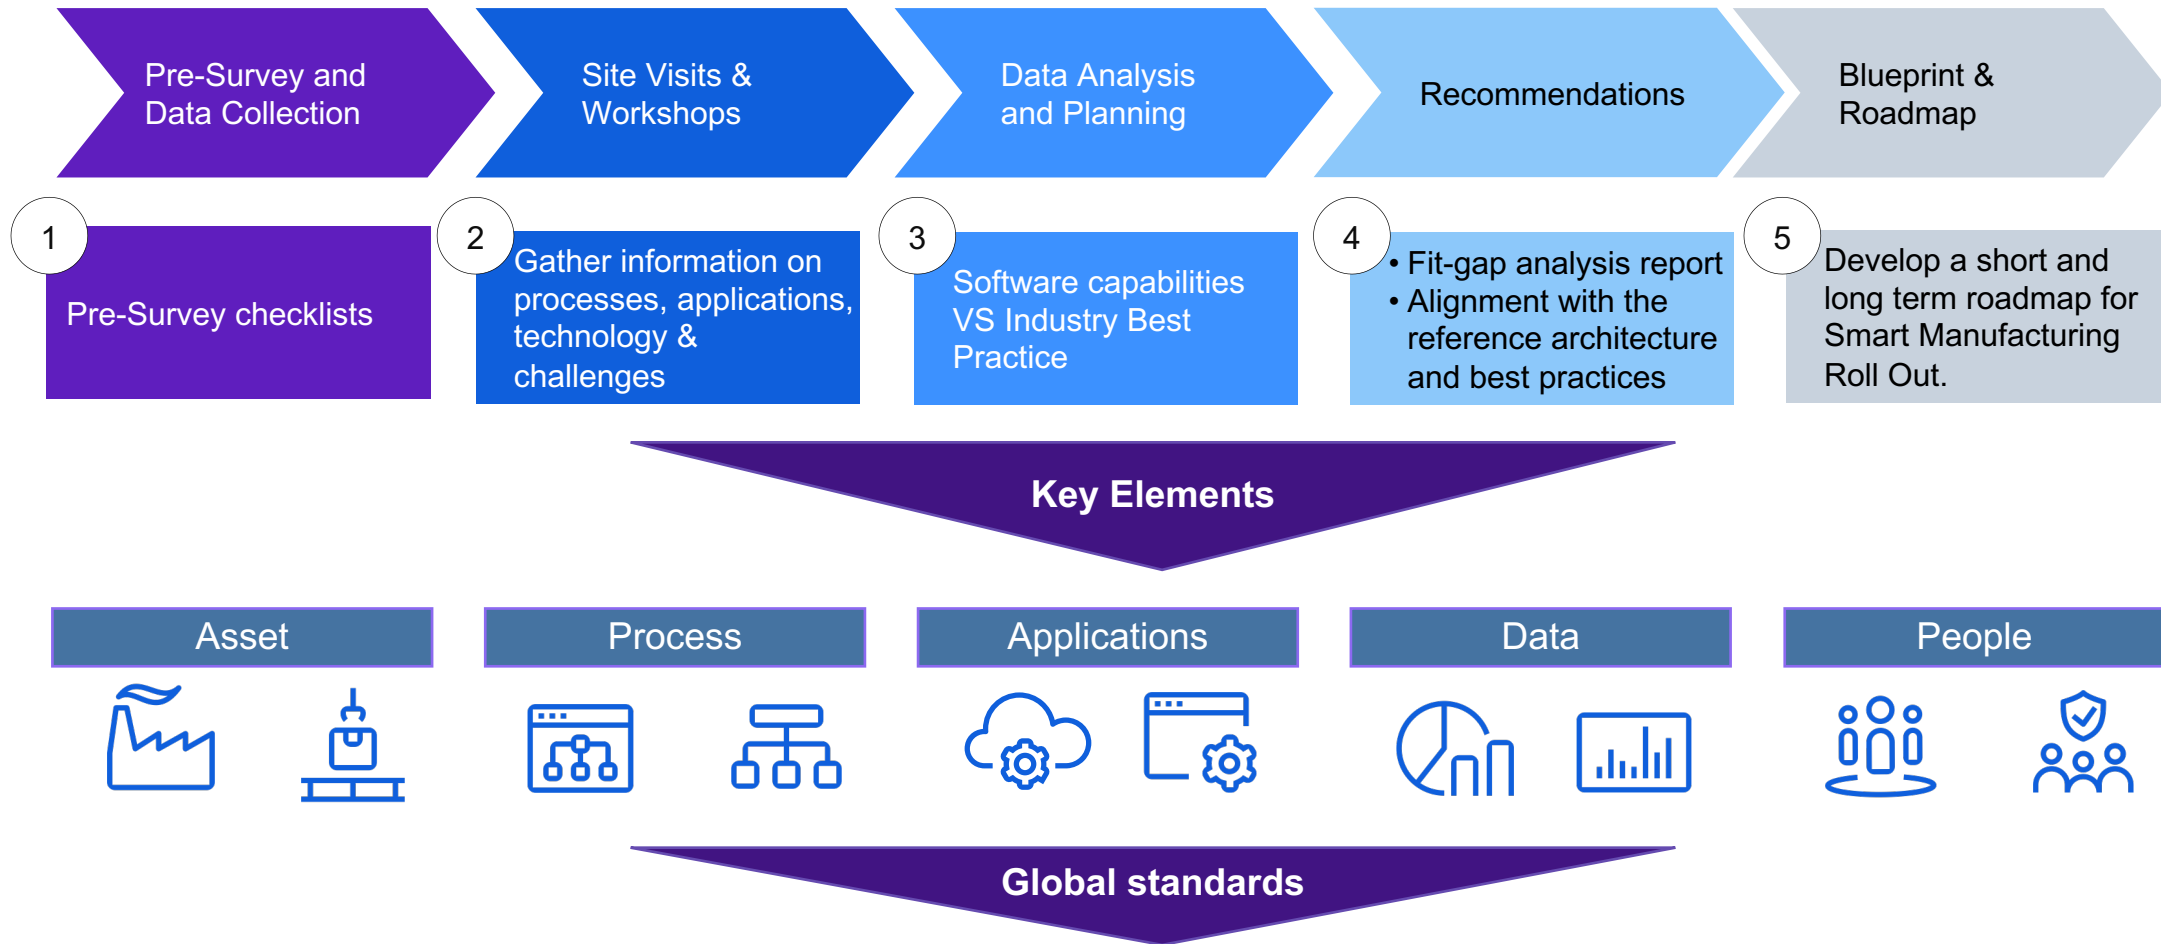 Pre-Survey and
Data Collection
Site Visits &
Workshops
Data Analysis
and Planning
Recommendations
Blueprint &
Roadmap
1
Pre-Survey checklists
2
Gather information on
processes, applications,
technology &
challenges
3
Software capabilities
VS Industry Best
Practice
4
• Fit-gap analysis report
• Alignment with the
reference architecture
and best practices
5
Develop a short and
long term roadmap for
Smart Manufacturing
Roll Out.
Key Elements
Asset
Process
Applications
Data
People
Global standards